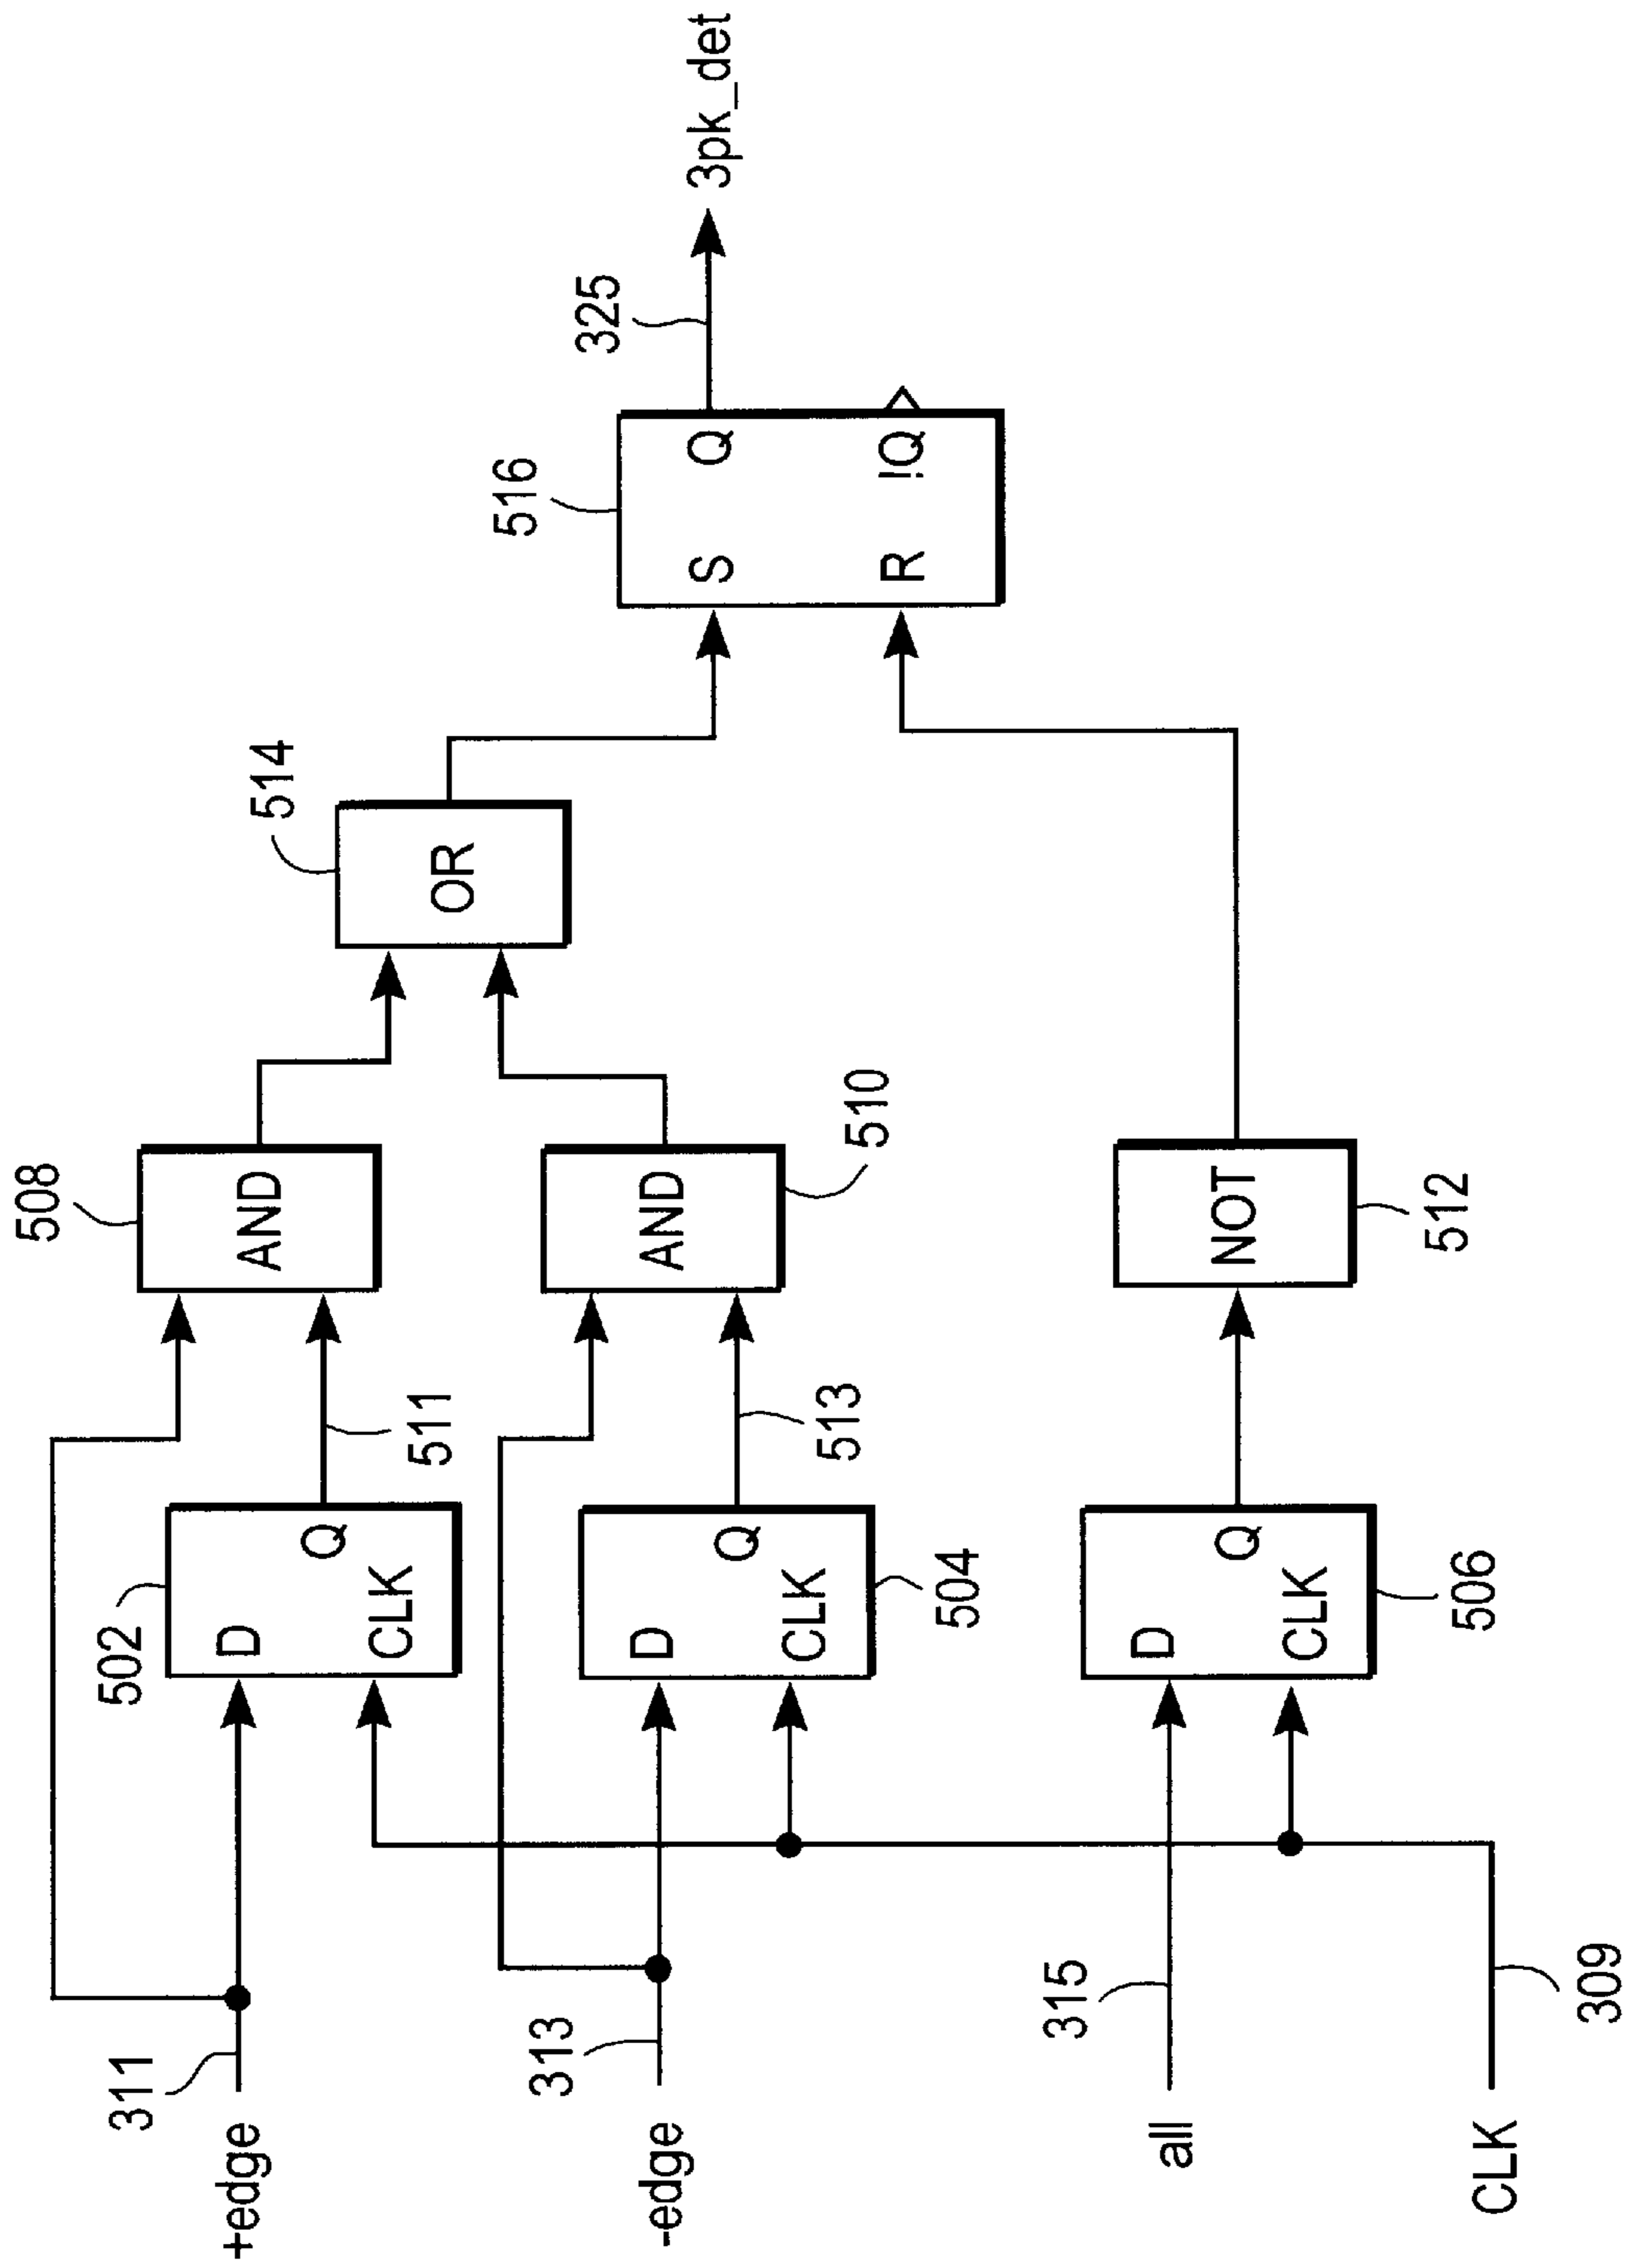 +edge
311
502
D
Q
CLK
511
508
AND
-edge
313
D
Q
CLK
504
513
AND
510
OR
514
all
315
D
Q
CLK
506
NOT
512
CLK
309
516
S
Q
R
!Q
325
3pk_det